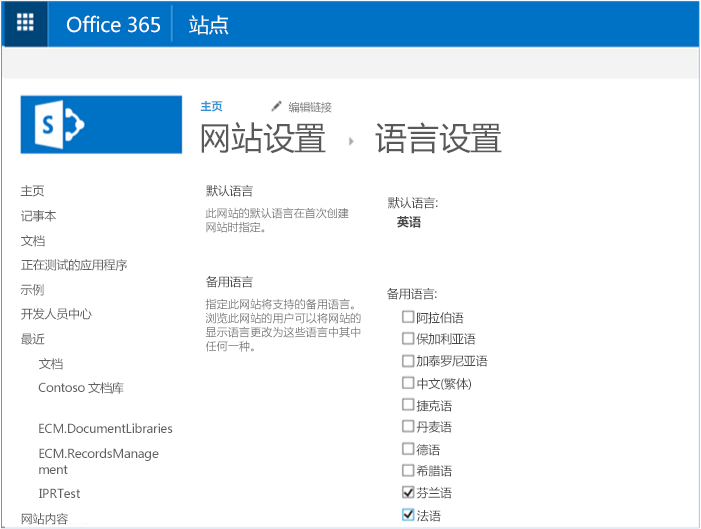 Office 365 站点
S
主页 编辑链接
网站设置 语言设置
主页
记事本
文档
正在测试的应用程序
示例
开发人员中心
最近
文档
Contoso 文档库
ECM.DocumentLibraries
ECM.RecordsManage
ment
IPRTest
网站内容
默认语言
此网站的默认语言在首次创建
网站时指定。
默认语言:
英语
备用语言
指定此网站将支持的备用语言。
浏览此网站的用户可以将网站的
显示语言更改为这些语言中其中
任何一种。
备用语言:
阿拉伯语
保加利亚语
加泰罗尼亚语
中文(繁体)
捷克语
丹麦语
德语
希腊语
芬兰语
法语